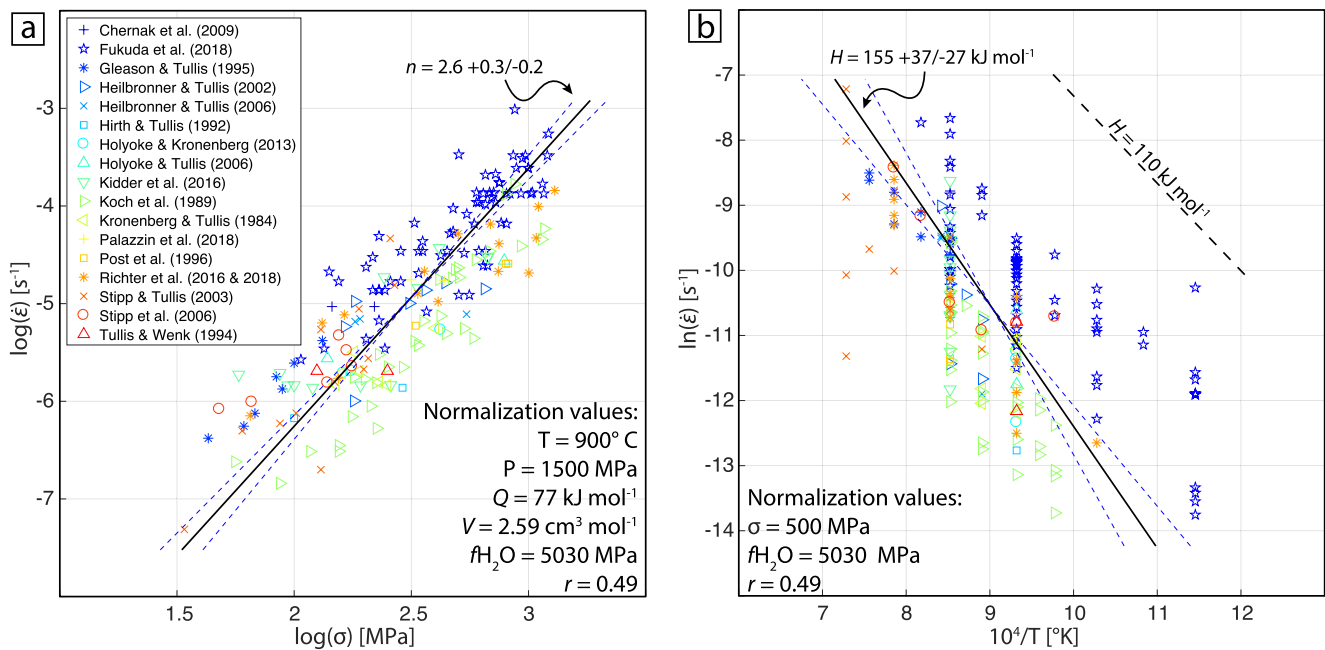 a
Chernak et al. (2009)
Fukuda et al. (2018)
Gleason & Tullis (1995)
Heilbronner & Tullis (2002)
Heilbronner & Tullis (2006)
Hirth & Tullis (1992)
Holyoke & Kronenberg (2013)
Holyoke & Tullis (2006)
Kidder et al. (2016)
Koch et al. (1989)
Kronenberg & Tullis (1984)
Palazzin et al. (2018)
Post et al. (1996)
Richter et al. (2016 & 2018)
Stipp & Tullis (2003)
Stipp et al. (2006)
Tullis & Wenk (1994)
n = 2.6 +0.3/-0.2
-3
-4
-5
-6
-7
log(ε̇) [s⁻¹]
Normalization values:
T = 900° C
P = 1500 MPa
Q = 77 kJ mol⁻¹
V = 2.59 cm³ mol⁻¹
fH₂O = 5030 MPa
r = 0.49
1.5 2 2.5 3
log(σ) [MPa]
b
H = 155 +37/-27 kJ mol⁻¹
H = 110 kJ mol⁻¹
-6
-7
-8
-9
-10
-11
-12
-13
-14
ln(ε̇) [s⁻¹]
Normalization values:
σ = 500 MPa
fH₂O = 5030 MPa
r = 0.49
7 8 9 10 11 12
10⁴/T [°K]